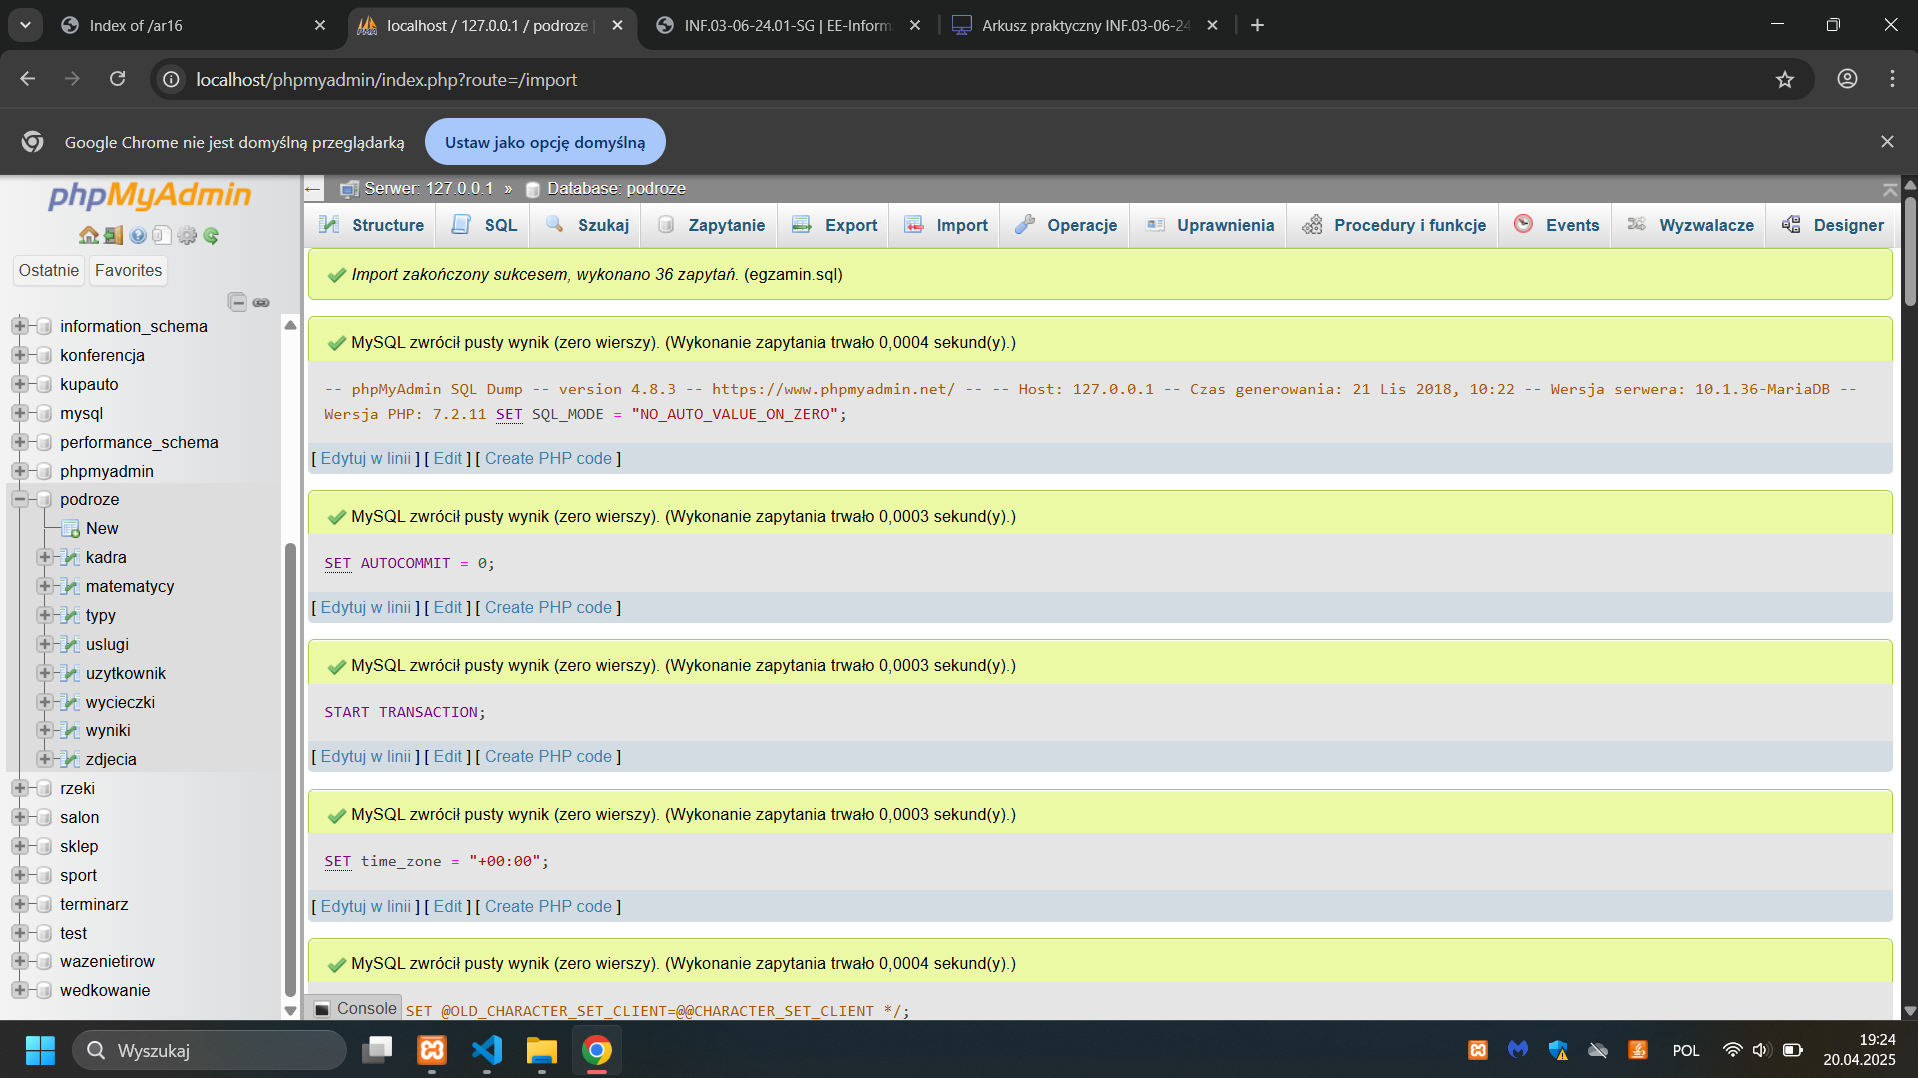 Index of /ar16
localhost / 127.0.0.1 / podroze |
INF.03-06-24.01-SG | EE-Inform
Arkusz praktyczny INF.03-06-24
localhost/phpmyadmin/index.php?route=/import
Google Chrome nie jest domyślną przeglądarką
Ustaw jako opcję domyślną
phpMyAdmin
Ostatnie
Favorites
information_schema
konferencja
kupauto
mysql
performance_schema
phpmyadmin
podroze
New
kadra
matematycy
typy
uslugi
uzytkownik
wycieczki
wyniki
zdjecia
rzeki
salon
sklep
sport
terminarz
test
wazenietirow
wedkowanie
Serwer: 127.0.0.1 » Database: podroze
Structure
SQL
Szukaj
Zapytanie
Export
Import
Operacje
Uprawnienia
Procedury i funkcje
Events
Wyzwalacze
Designer
Import zakończony sukcesem, wykonano 36 zapytań. (egzamin.sql)
MySQL zwrócił pusty wynik (zero wierszy). (Wykonanie zapytania trwało 0,0004 sekund(y).)
-- phpMyAdmin SQL Dump -- version 4.8.3 -- https://www.phpmyadmin.net/ -- -- Host: 127.0.0.1 -- Czas generowania: 21 Lis 2018, 10:22 -- Wersja serwera: 10.1.36-MariaDB --
Wersja PHP: 7.2.11 SET SQL_MODE = "NO_AUTO_VALUE_ON_ZERO";
[ Edytuj w linii ] [ Edit ] [ Create PHP code ]
MySQL zwrócił pusty wynik (zero wierszy). (Wykonanie zapytania trwało 0,0003 sekund(y).)
SET AUTOCOMMIT = 0;
[ Edytuj w linii ] [ Edit ] [ Create PHP code ]
MySQL zwrócił pusty wynik (zero wierszy). (Wykonanie zapytania trwało 0,0003 sekund(y).)
START TRANSACTION;
[ Edytuj w linii ] [ Edit ] [ Create PHP code ]
MySQL zwrócił pusty wynik (zero wierszy). (Wykonanie zapytania trwało 0,0003 sekund(y).)
SET time_zone = "+00:00";
[ Edytuj w linii ] [ Edit ] [ Create PHP code ]
MySQL zwrócił pusty wynik (zero wierszy). (Wykonanie zapytania trwało 0,0004 sekund(y).)
Console
SET @OLD_CHARACTER_SET_CLIENT=@@CHARACTER_SET_CLIENT */;
Wyszukaj
POL
19:24
20.04.2025